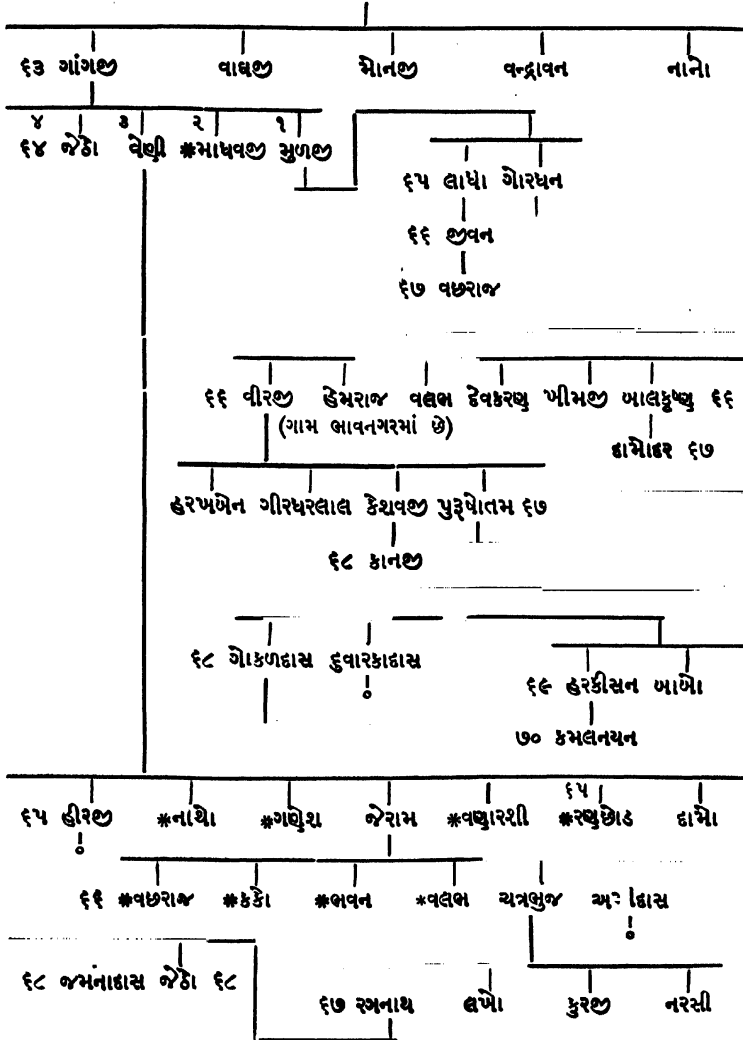 ૬૩ ગાંગજી વાઘજી મોનજી વન્દ્રાવન નાનો
૪ ૩ ૨ ૧
૬૪ જેઠો વેણી #માધવજી મુળજી
૬૫ લાધો ગોરધન
૬૬ જીવન
૬૭ વછરાજ
૬૬ વીરજી હેમરાજ વલભ દેવકરણ ખીમજી બાલકૃષ્ણ ૬૬
(ગામ ભાવનગરમાં છે)
દામોદર ૬૭
હરખબેન ગીરધરલાલ કેશવજી પુરૂષોતમ ૬૭
૬૮ કાનજી
૬૮ ગોકળદાસ દુવારકાદાસ
૬૯ હરકીસન બાબો
૭૦ કમલનયન
૬૫
૬૫ હીરજી *નાથો #ગણેશ જેરામ *વણારશી #રણછોડ દામો
૬૬ #વછરાજ #કકો #ભવન *વલભ ચત્રભુજ
૬૮ જમનાદાસ જેઠો ૬૮
૬૭ રગનાથ લખો કુરજી નરસી